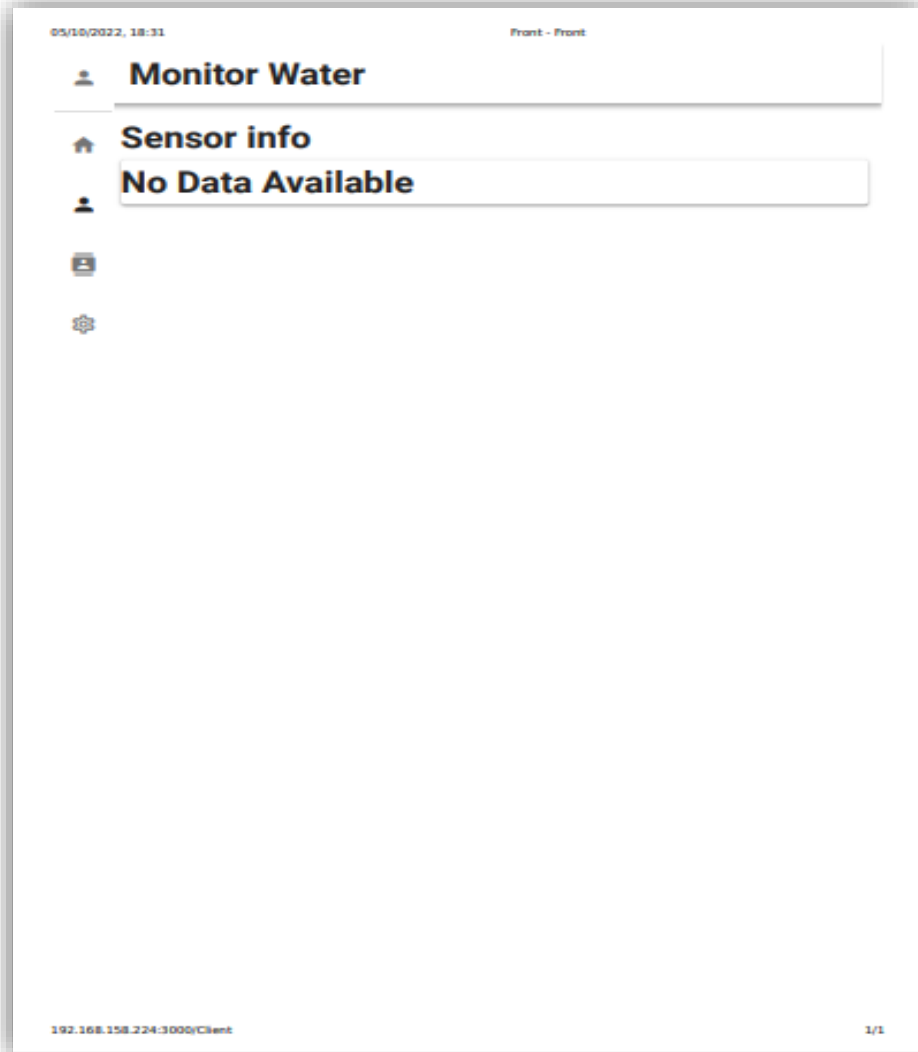 05/10/2022, 18:31 Front - Front
Monitor Water
Sensor info
No Data Available
192.168.158.224:3000/Client 1/1